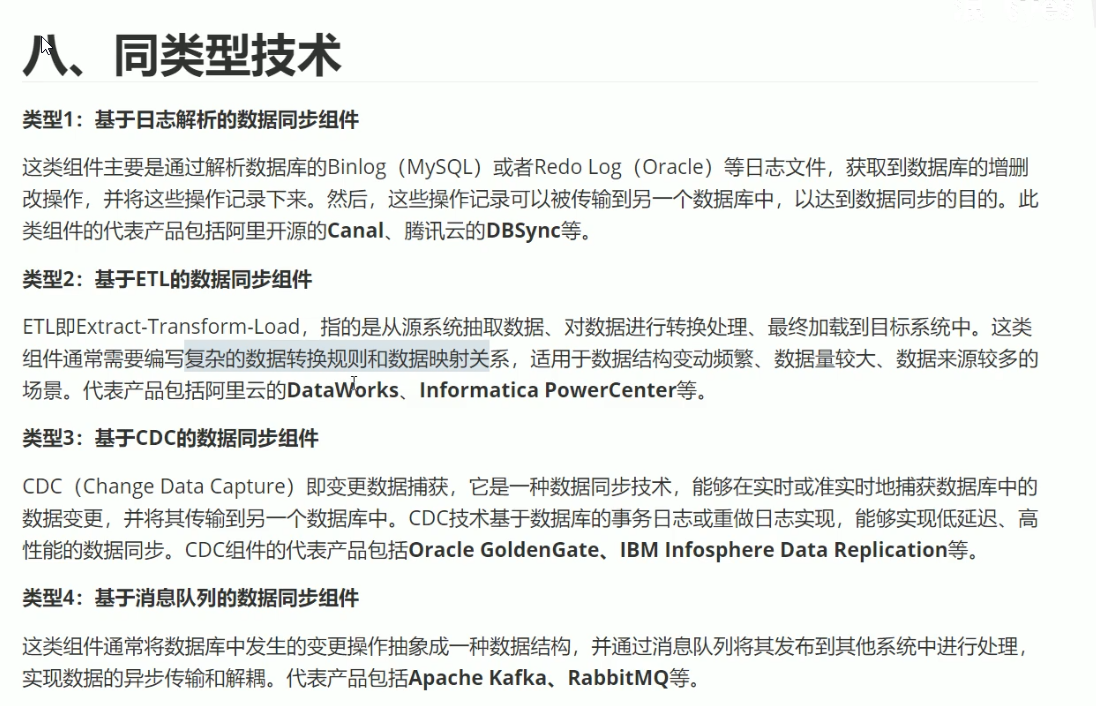 八、同类型技术
类型1：基于日志解析的数据同步组件
这类组件主要是通过解析数据库的Binlog（MySQL）或者Redo Log（Oracle）等日志文件，获取到数据库的增删
改操作，并将这些操作记录下来。然后，这些操作记录可以被传输到另一个数据库中，以达到数据同步的目的。此
类组件的代表产品包括阿里开源的Canal、腾讯云的DBSync等。
类型2：基于ETL的数据同步组件
ETL即Extract-Transform-Load，指的是从源系统抽取数据、对数据进行转换处理、最终加载到目标系统中。这类
组件通常需要编写复杂的数据转换规则和数据映射关系，适用于数据结构变动频繁、数据量较大、数据来源较多的
场景。代表产品包括阿里云的DataWorks、Informatica PowerCenter等。
类型3：基于CDC的数据同步组件
CDC（Change Data Capture）即变更数据捕获，它是一种数据同步技术，能够在实时或准实时地捕获数据库中的
数据变更，并将其传输到另一个数据库中。CDC技术基于数据库的事务日志或重做日志实现，能够实现低延迟、高
性能的数据同步。CDC组件的代表产品包括Oracle GoldenGate、IBM Infosphere Data Replication等。
类型4：基于消息队列的数据同步组件
这类组件通常将数据库中发生的变更操作抽象成一种数据结构，并通过消息队列将其发布到其他系统中进行处理，
实现数据的异步传输和解耦。代表产品包括Apache Kafka、RabbitMQ等。